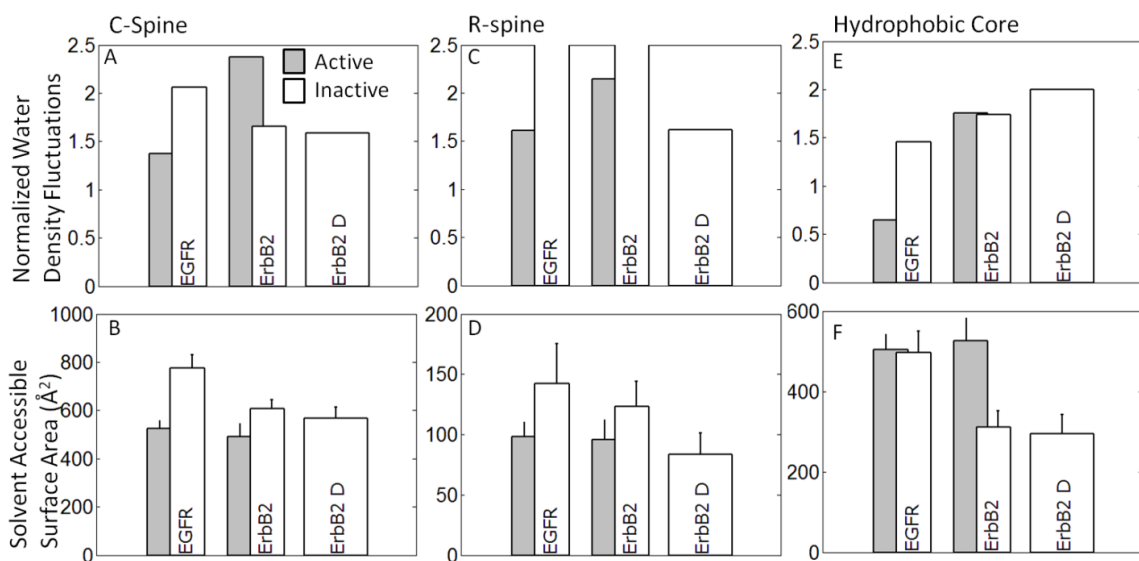 C-Spine
R-spine
Hydrophobic Core
Normalized Water
Density Fluctuations
2.5
2
1.5
1
0.5
0
A
Active
Inactive
EGFR
ErbB2
ErbB2 D
2.5
2
1.5
1
0.5
0
C
EGFR
ErbB2
ErbB2 D
2.5
2
1.5
1
0.5
0
E
EGFR
ErbB2
ErbB2 D
Solvent Accessible
Surface Area (Å²)
1000
800
600
400
200
0
B
EGFR
ErbB2
ErbB2 D
200
150
100
50
0
D
EGFR
ErbB2
ErbB2 D
600
400
200
0
F
EGFR
ErbB2
ErbB2 D